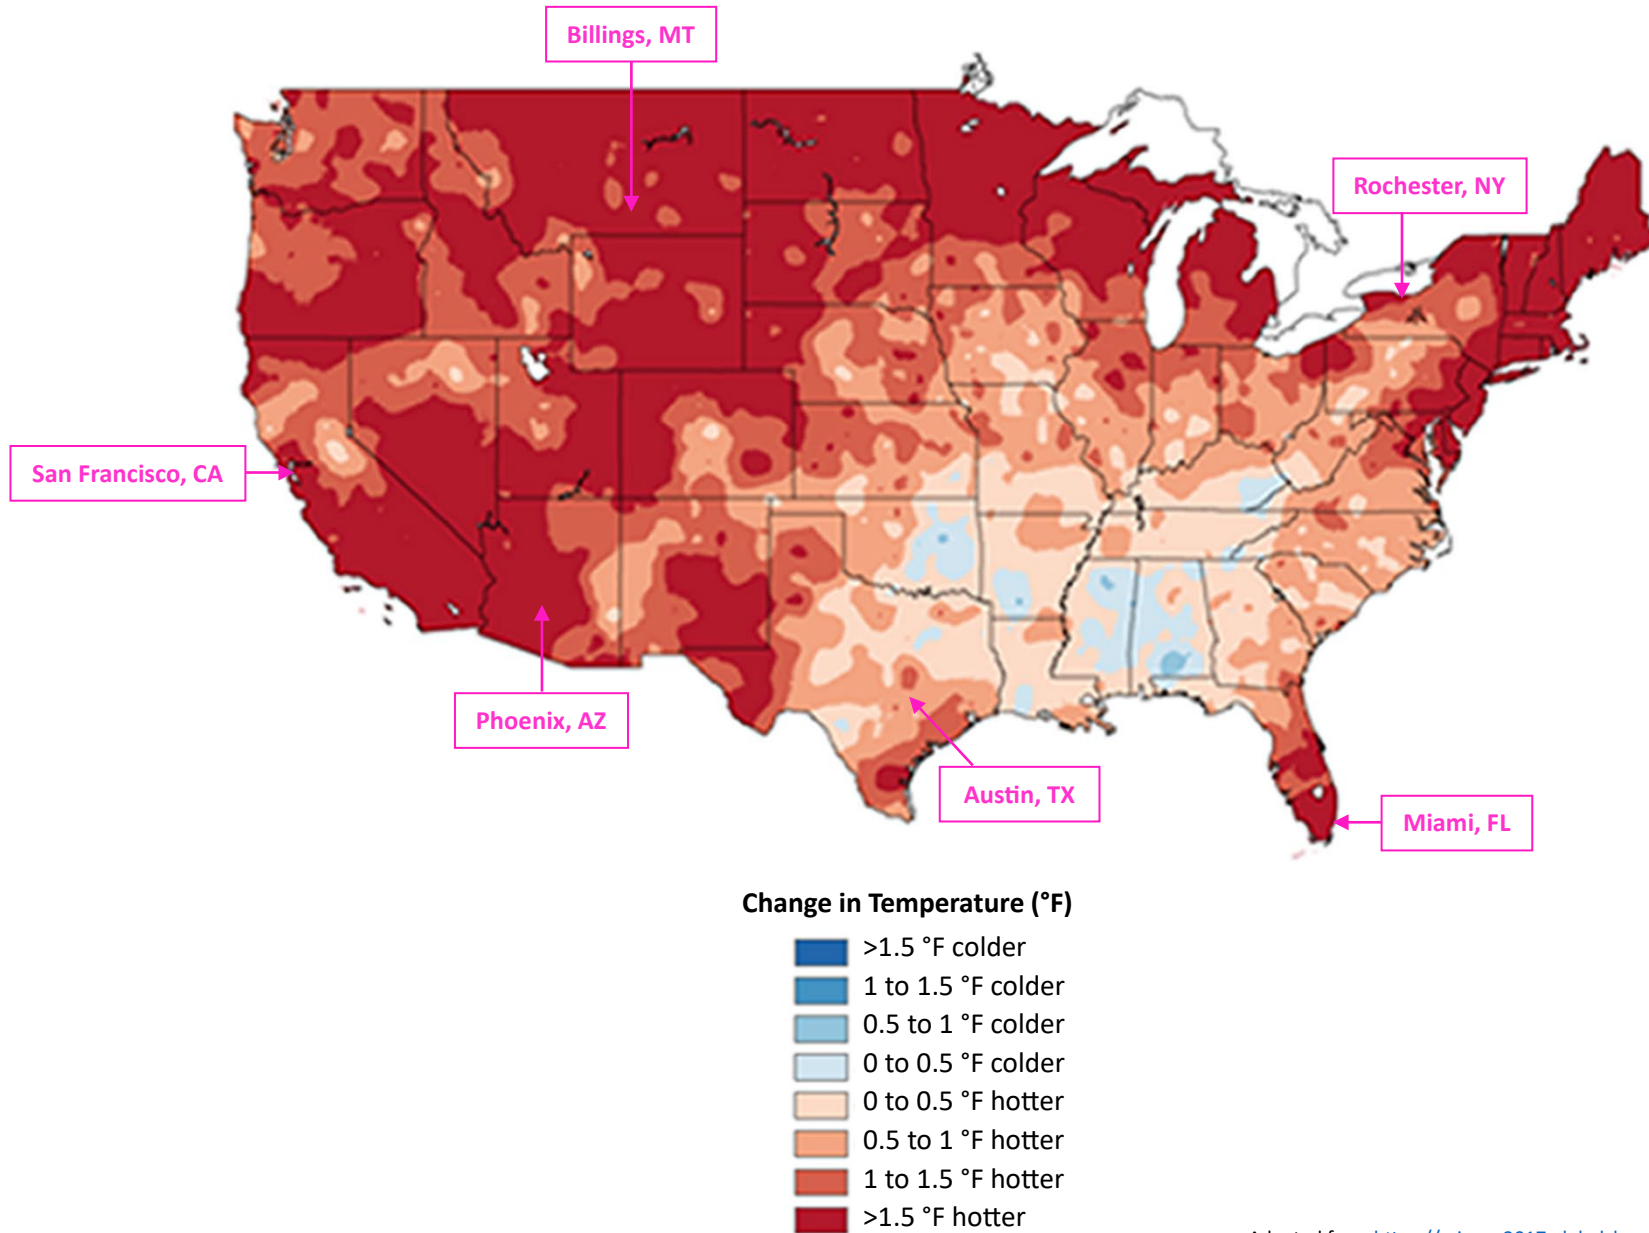 Billings, MT
Rochester, NY
San Francisco, CA
Phoenix, AZ
Austin, TX
Miami, FL
Change in Temperature (°F)
>1.5 °F colder
1 to 1.5 °F colder
0.5 to 1 °F colder
0 to 0.5 °F colder
0 to 0.5 °F hotter
0.5 to 1 °F hotter
1 to 1.5 °F hotter
>1.5 °F hotter